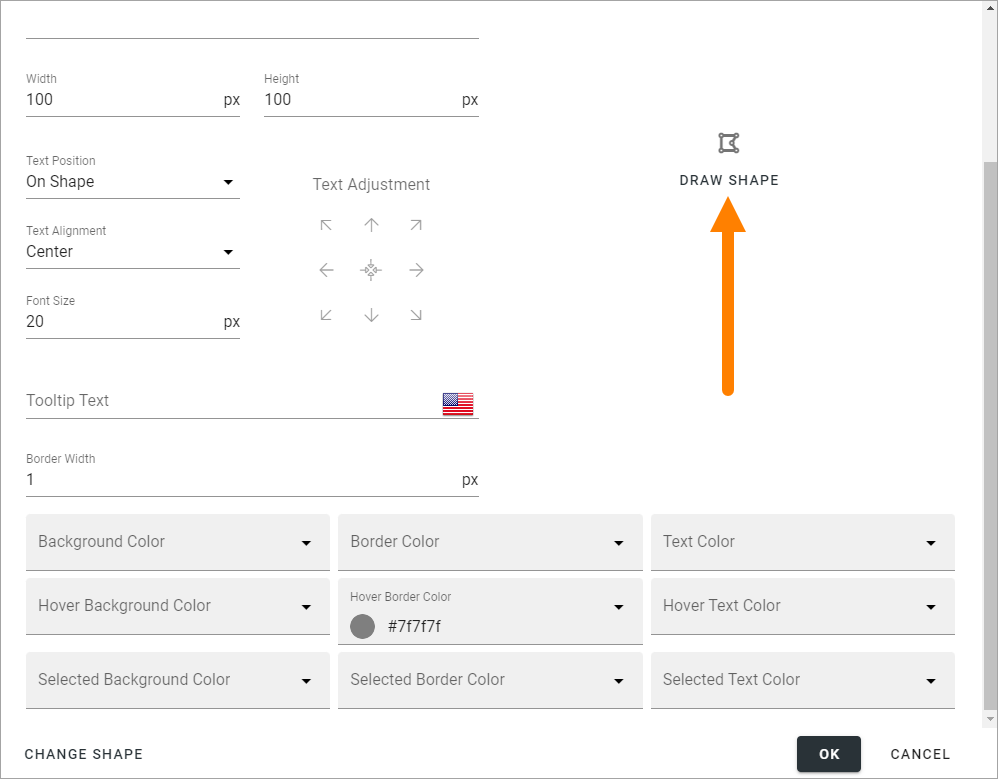 Width
Height
100 px
100 px
DRAW SHAPE
Text Position
On Shape
Text Adjustment
Text Alignment
Center
Font Size
20 px
Tooltip Text
Border Width
1 px
Background Color
Border Color
Text Color
Hover Background Color
Hover Border Color
#7f7f7f
Hover Text Color
Selected Background Color
Selected Border Color
Selected Text Color
CHANGE SHAPE
OK
CANCEL